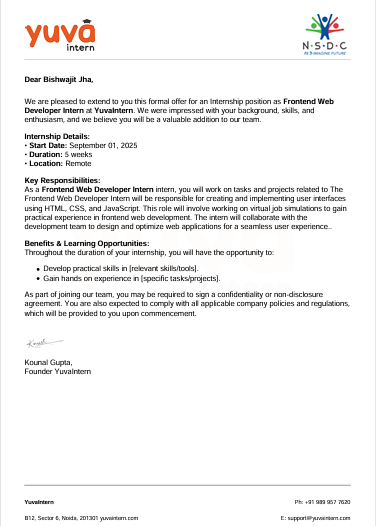 yuva
intern
N·S·D·C
RE IMAGINE FUTURE
Dear Bishwajit Jha,
We are pleased to extend to you this formal offer for an Internship position as Frontend Web
Developer Intern at YuvaIntern. We were impressed with your background, skills, and
enthusiasm, and we believe you will be a valuable addition to our team.
Internship Details:
• Start Date: September 01, 2025
• Duration: 5 weeks
• Location: Remote
Key Responsibilities:
As a Frontend Web Developer Intern intern, you will work on tasks and projects related to The
Frontend Web Developer Intern will be responsible for creating and implementing user interfaces
using HTML, CSS, and JavaScript. This role will involve working on virtual job simulations to gain
practical experience in frontend web development. The intern will collaborate with the
development team to design and optimize web applications for a seamless user experience..
Benefits & Learning Opportunities:
Throughout the duration of your internship, you will have the opportunity to:
• Develop practical skills in [relevant skills/tools].
• Gain hands on experience in [specific tasks/projects].
As part of joining our team, you may be required to sign a confidentiality or non-disclosure
agreement. You are also expected to comply with all applicable company policies and regulations,
which will be provided to you upon commencement.
Kounal Gupta,
Founder YuvaIntern
YuvaIntern
Ph: +91 989 957 7620
B12, Sector 6, Noida, 201301 yuvaintern.com
E: support@yuvaintern.com